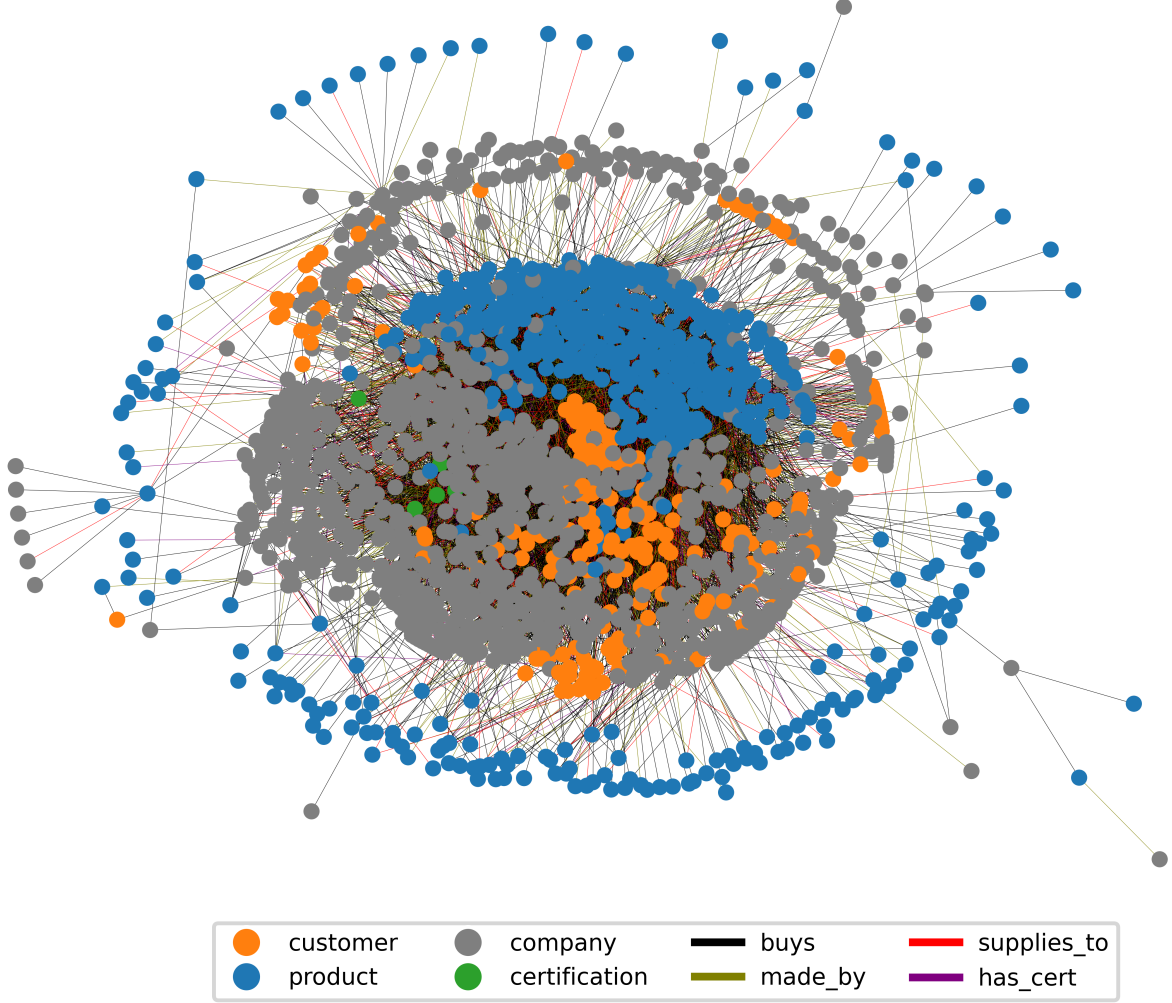 customer company buys supplies_to
product certification made_by has_cert